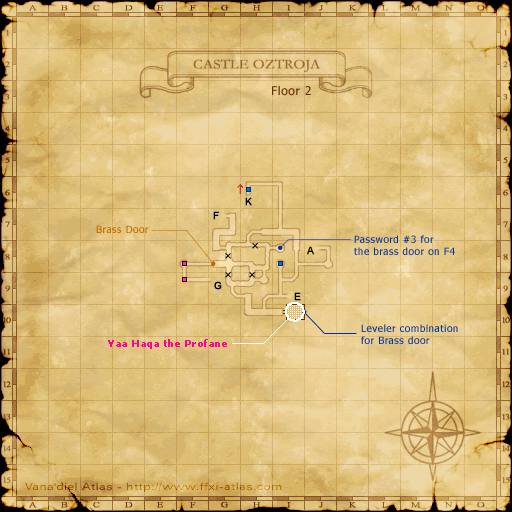 A B C D E F G H I J K L M N O
CASTLE OZTROJA
Floor 2
K
F
Brass Door
Password #3 for
the brass door on F4
A
G
E
Leveler combination
for Brass door
Yaa Haqa the Profane
Vana'diel Atlas - http://www.ffxi-atlas.com
A B C D E F G H I J K L M N O
1
2
3
4
5
6
7
8
9
10
11
12
13
14
15